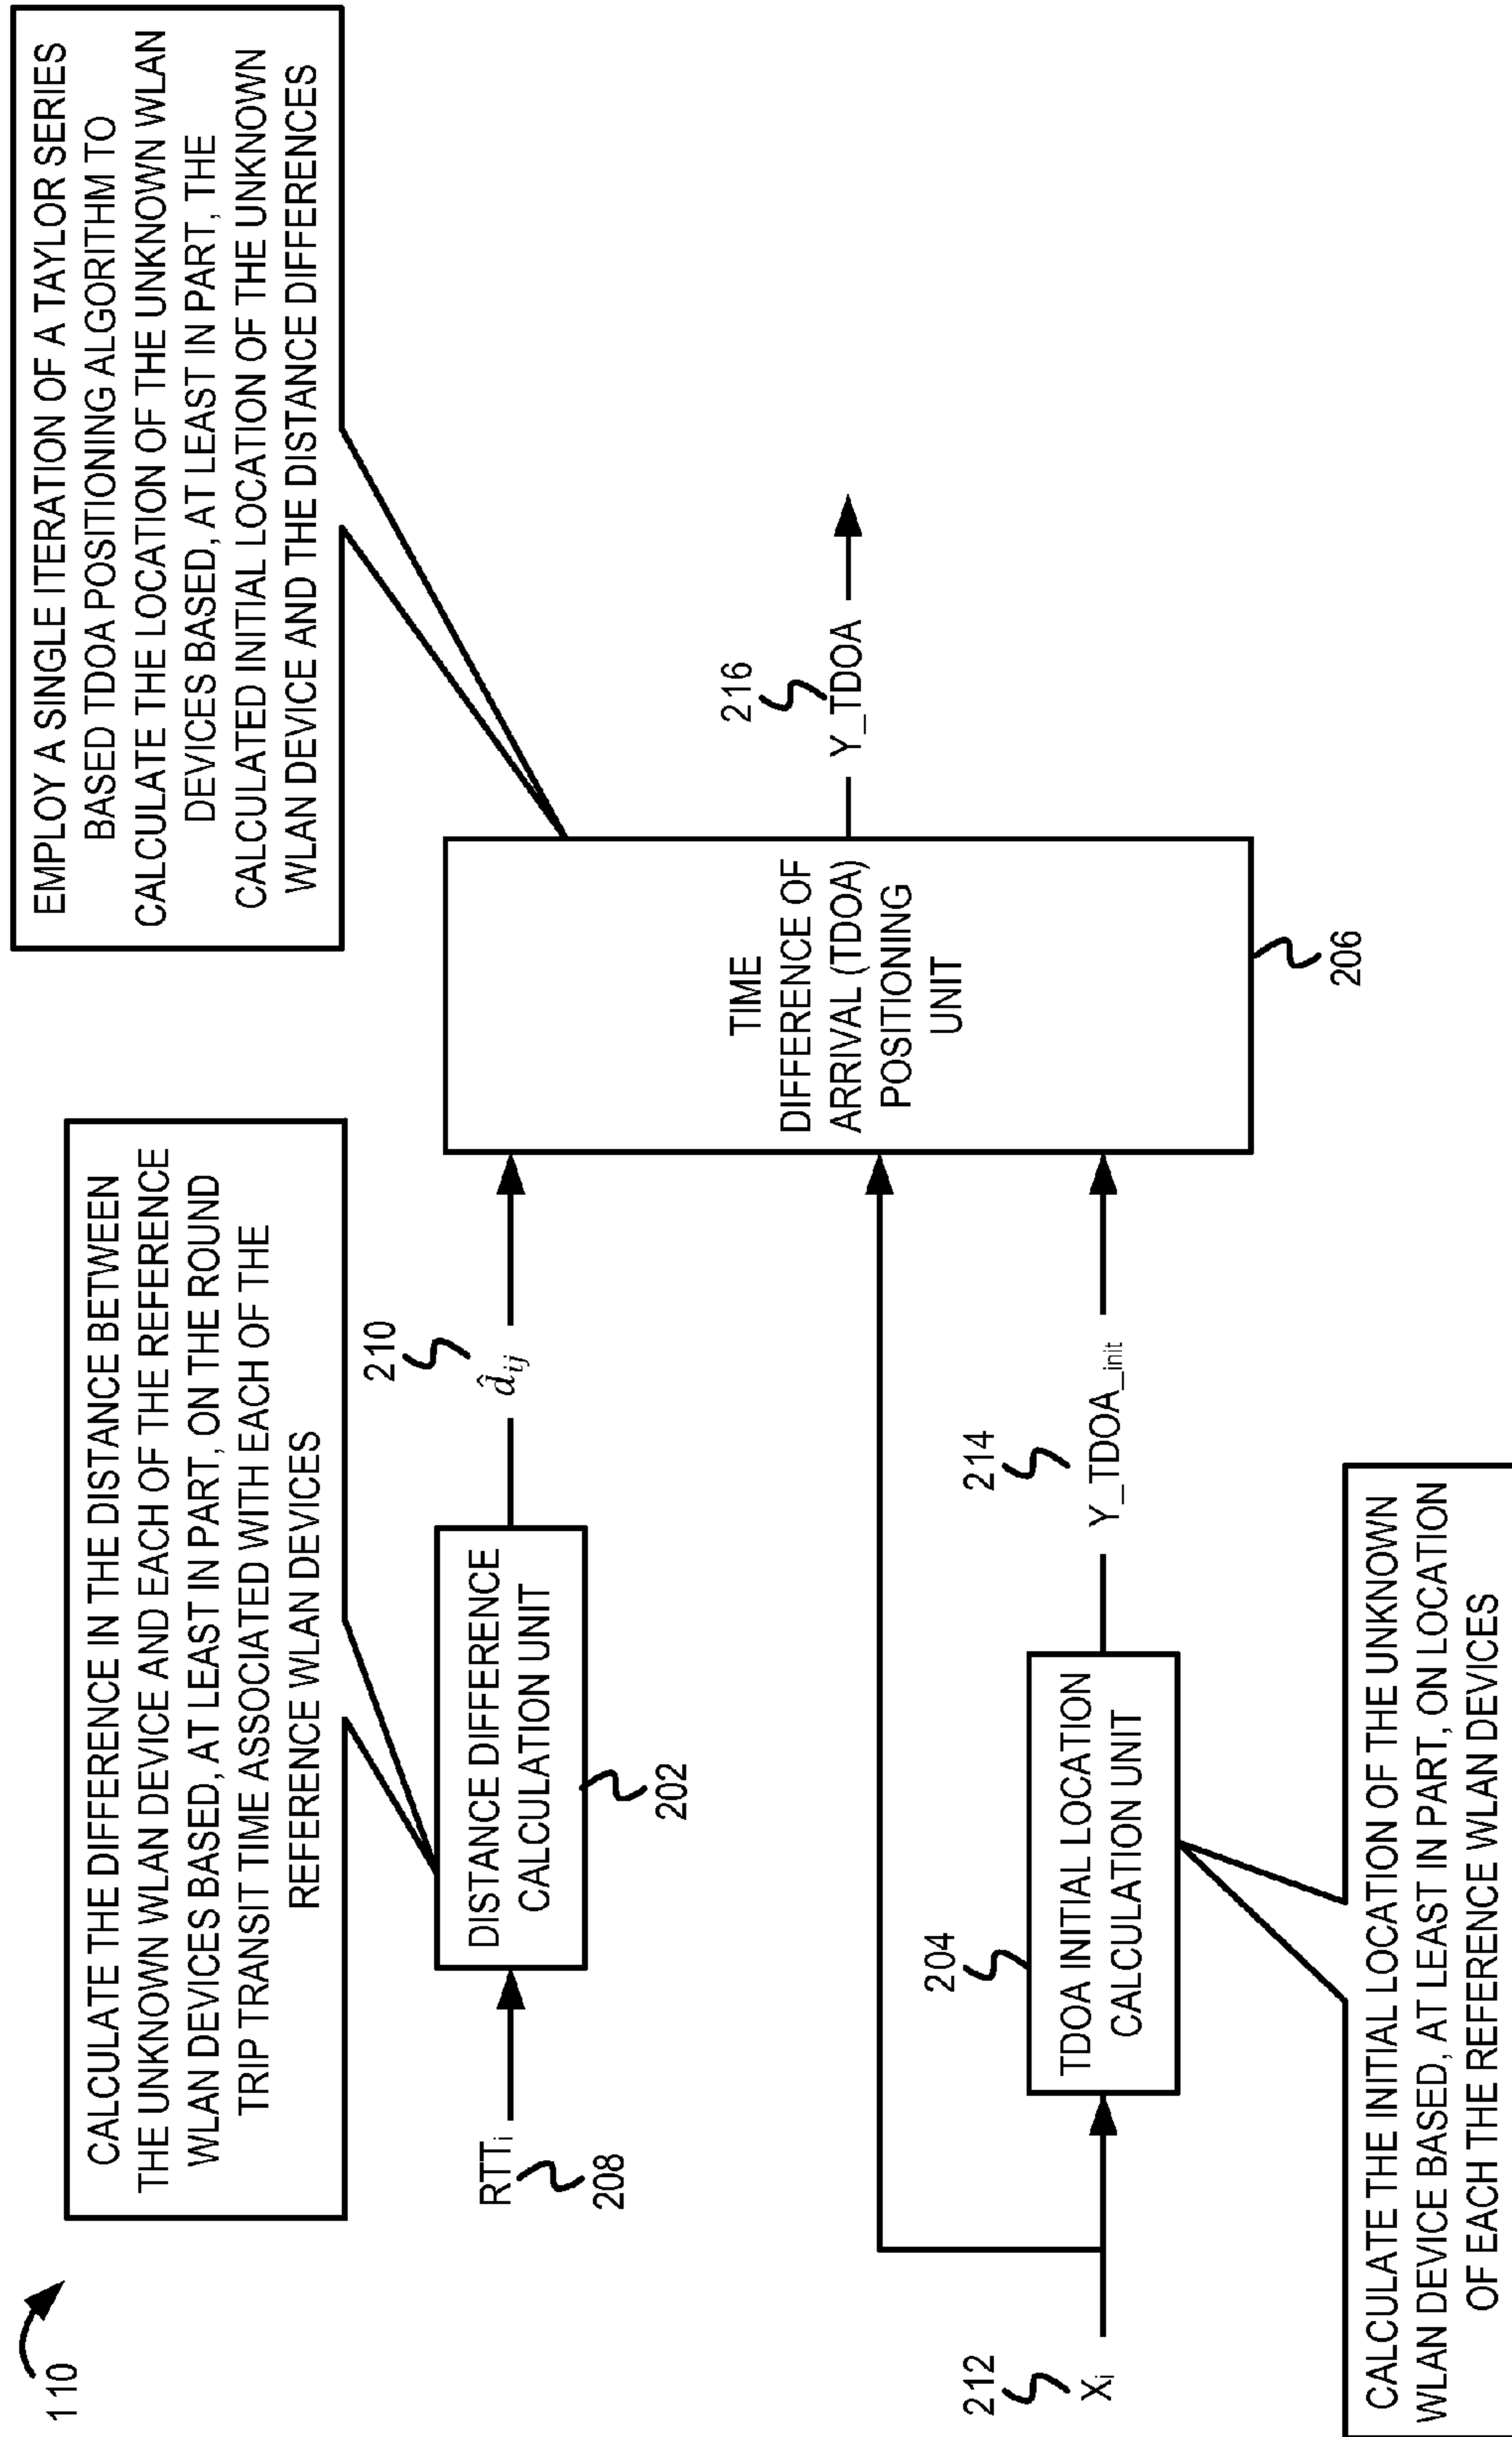 110
CALCULATE THE DIFFERENCE IN THE DISTANCE BETWEEN
THE UNKNOWN WLAN DEVICE AND EACH OF THE REFERENCE
WLAN DEVICES BASED, AT LEAST IN PART, ON THE ROUND
TRIP TRANSIT TIME ASSOCIATED WITH EACH OF THE
REFERENCE WLAN DEVICES
EMPLOY A SINGLE ITERATION OF A TAYLOR SERIES
BASED TDOA POSITIONING ALGORITHM TO
CALCULATE THE LOCATION OF THE UNKNOWN WLAN
DEVICES BASED, AT LEAST IN PART, THE
CALCULATED INITIAL LOCATION OF THE UNKNOWN
WLAN DEVICE AND THE DISTANCE DIFFERENCES
RTTᵢ
208
DISTANCE DIFFERENCE
CALCULATION UNIT
202
210
d̂ᵢⱼ
TIME
DIFFERENCE OF
ARRIVAL (TDOA)
POSITIONING
UNIT
206
216
Y_TDOA
212
Xᵢ
204
TDOA INITIAL LOCATION
CALCULATION UNIT
214
Y_TDOA_init
CALCULATE THE INITIAL LOCATION OF THE UNKNOWN
WLAN DEVICE BASED, AT LEAST IN PART, ON LOCATION
OF EACH THE REFERENCE WLAN DEVICES